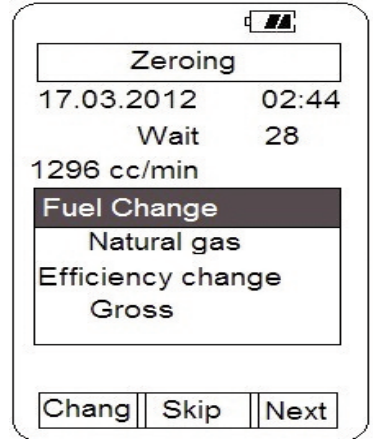 Zeroing
17.03.2012 02:44
Wait 28
1296 cc/min
Fuel Change
Natural gas
Efficiency change
Gross
Chang Skip Next